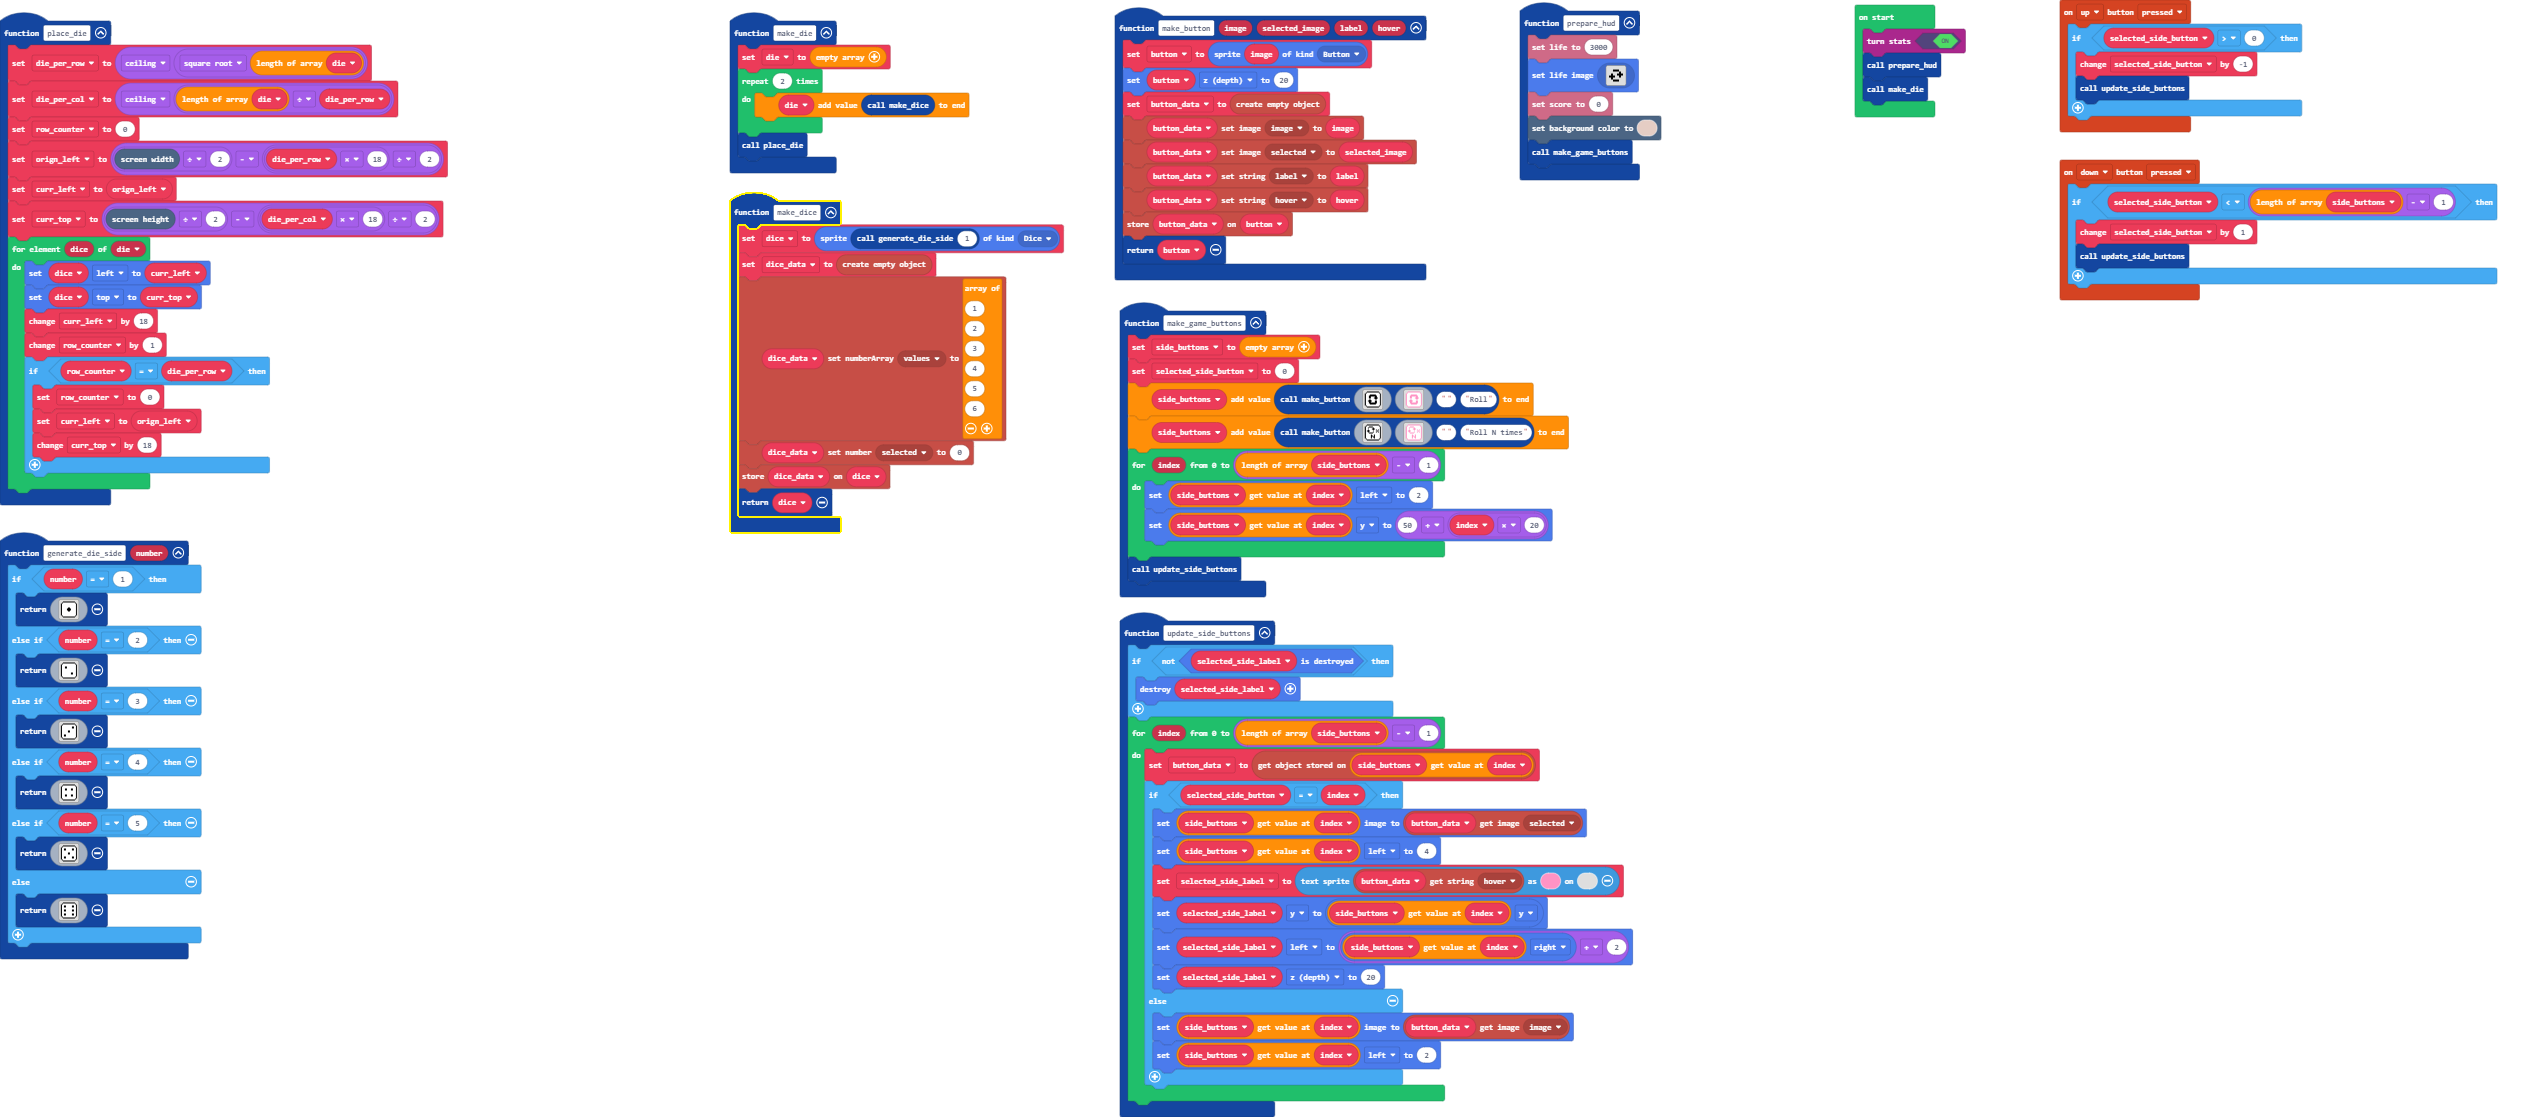 function place_die
set die_per_row to ceiling square root length of array die
set die_per_col to ceiling length of array die ÷ die_per_row
set row_counter to 0
set orign_left to screen width ÷ 2 - die_per_row × 18 ÷ 2
set curr_left to orign_left
set curr_top to screen height ÷ 2 - die_per_col × 18 ÷ 2
for element dice of die
do set dice left to curr_left
set dice top to curr_top
change curr_left by 18
change row_counter by 1
if row_counter = die_per_row then
set row_counter to 0
set curr_left to orign_left
change curr_top by 18
function generate_die_side number
if number = 1 then
return
else if number = 2 then
return
else if number = 3 then
return
else if number = 4 then
return
else if number = 5 then
return
else
return
function make_die
set die to empty array
repeat 2 times
do die add value call make_dice to end
call place_die
function make_dice
set dice to sprite call generate_die_side 1 of kind Dice
set dice_data to create empty object
dice_data set numberArray values to array of 1 2 3 4 5 6
dice_data set number selected to 0
store dice_data on dice
return dice
function make_button image selected_image label hover
set button to sprite image of kind Button
set button z (depth) to 20
set button_data to create empty object
button_data set image image to image
button_data set image selected to selected_image
button_data set string label to label
button_data set string hover to hover
store button_data on button
return button
function make_game_buttons
set side_buttons to empty array
set selected_side_button to 0
side_buttons add value call make_button "" "Roll" to end
side_buttons add value call make_button "" "Roll N times" to end
for index from 0 to length of array side_buttons - 1
do set side_buttons get value at index left to 2
set side_buttons get value at index y to 50 + index × 20
call update_side_buttons
function update_side_buttons
if not selected_side_label is destroyed then
destroy selected_side_label
for index from 0 to length of array side_buttons - 1
do set button_data to get object stored on side_buttons get value at index
if selected_side_button = index then
set side_buttons get value at index image to button_data get image selected
set side_buttons get value at index left to 4
set selected_side_label to text sprite button_data get string hover as on
set selected_side_label y to side_buttons get value at index y
set selected_side_label left to side_buttons get value at index right + 2
set selected_side_label z (depth) to 20
else
set side_buttons get value at index image to button_data get image image
set side_buttons get value at index left to 2
function prepare_hud
set life to 3000
set life image
set score to 0
set background color to
call make_game_buttons
on start
turn stats ON
call prepare_hud
call make_die
on up button pressed
if selected_side_button > 0 then
change selected_side_button by -1
call update_side_buttons
on down button pressed
if selected_side_button < length of array side_buttons - 1 then
change selected_side_button by 1
call update_side_buttons